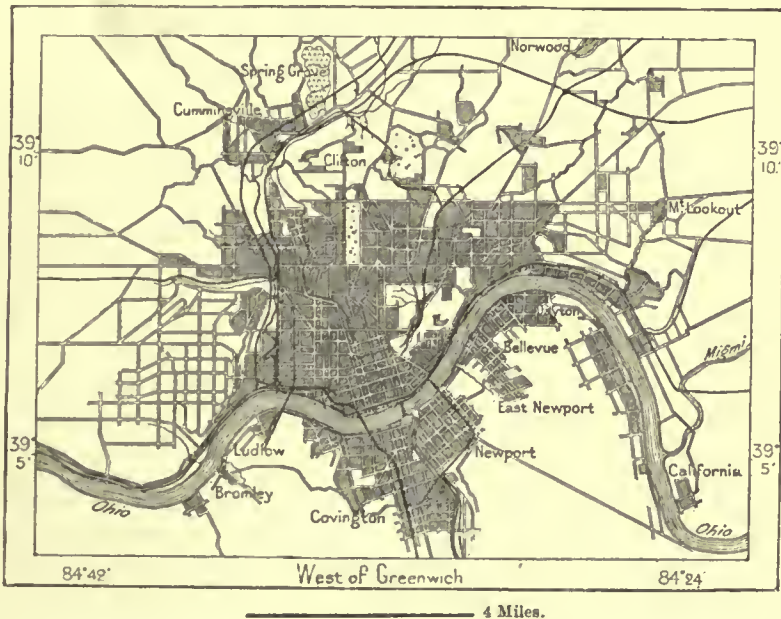 Norwood
Spring Grove
Cumminsville
39°
10'
Clifton
39°
10'
Mt Lookout
Dayton
Bellevue
Miami
East Newport
39°
5'
Ludlow
Newport
39°
5'
California
Bromley
Ohio
Covington
Ohio
84°42'
West of Greenwich
84°24'
4 Miles.